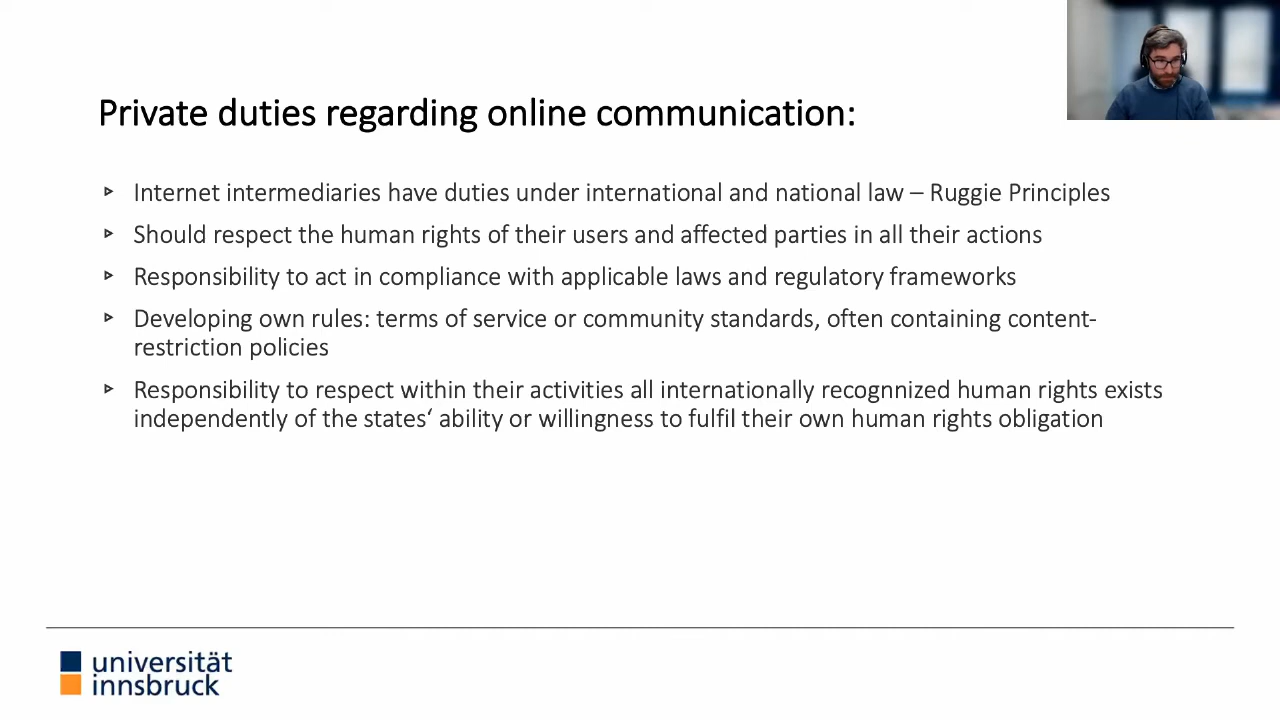 Private duties regarding online communication:
Internet intermediaries have duties under international and national law – Ruggie Principles
Should respect the human rights of their users and affected parties in all their actions
Responsibility to act in compliance with applicable laws and regulatory frameworks
Developing own rules: terms of service or community standards, often containing content-
restriction policies
Responsibility to respect within their activities all internationally recognnized human rights exists
independently of the states‘ ability or willingness to fulfil their own human rights obligation
universität
innsbruck